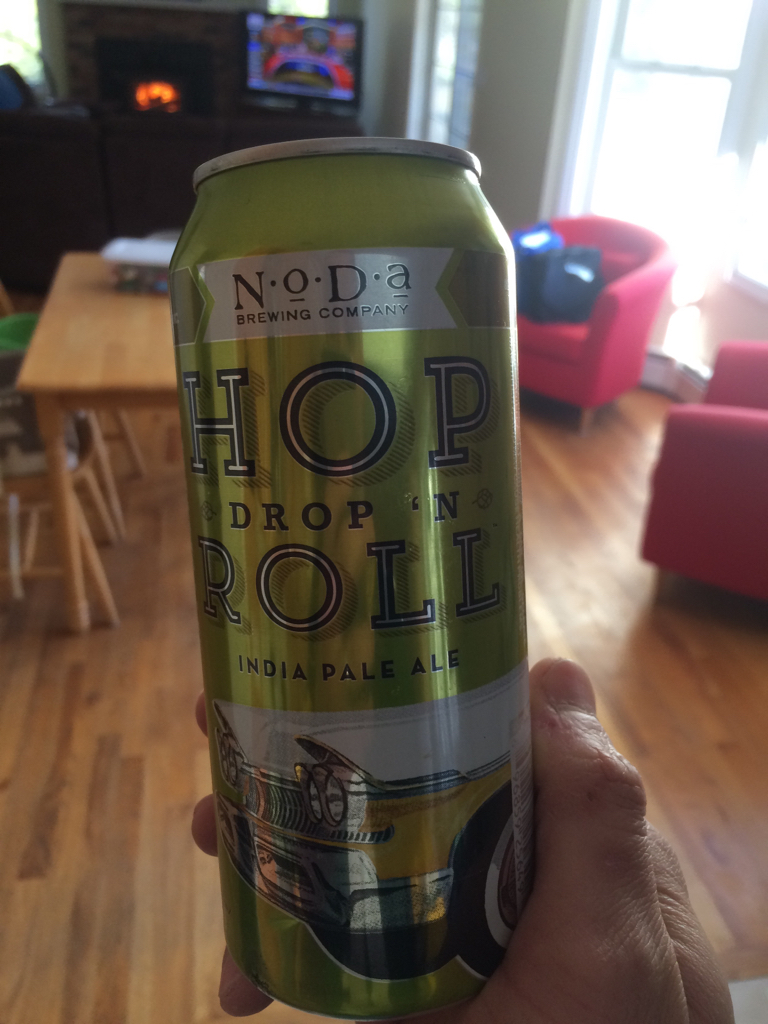 N·o·D·a
BREWING COMPANY
HOP
DROP 'N
ROLL
INDIA PALE ALE